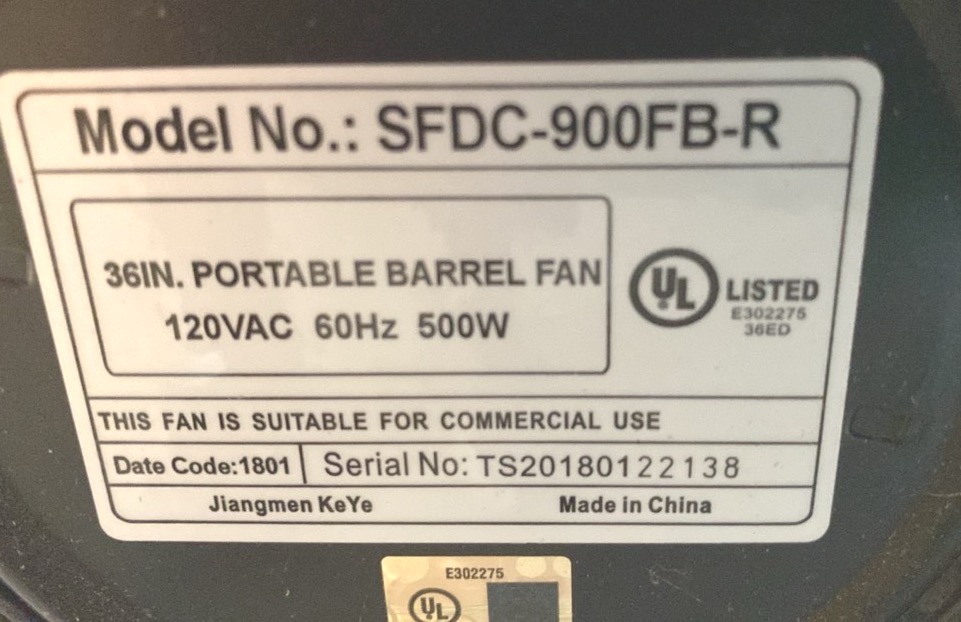 Model No.: SFDC-900FB-R
36IN. PORTABLE BARREL FAN
120VAC 60Hz 500W
UL LISTED
E302275
36ED
THIS FAN IS SUITABLE FOR COMMERCIAL USE
Date Code:1801 Serial No: TS20180122138
Jiangmen KeYe Made in China
E302275
UL